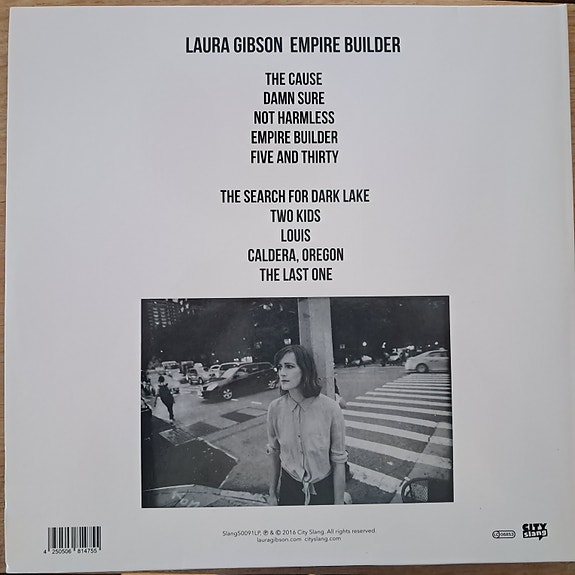 LAURA GIBSON EMPIRE BUILDER
THE CAUSE
DAMN SURE
NOT HARMLESS
EMPIRE BUILDER
FIVE AND THIRTY
THE SEARCH FOR DARK LAKE
TWO KIDS
LOUIS
CALDERA, OREGON
THE LAST ONE
Slang50091LP, ℗ & © 2016 City Slang. All rights reserved.
lauragibson.com cityslang.com
4 250506 814755
CITY
slang